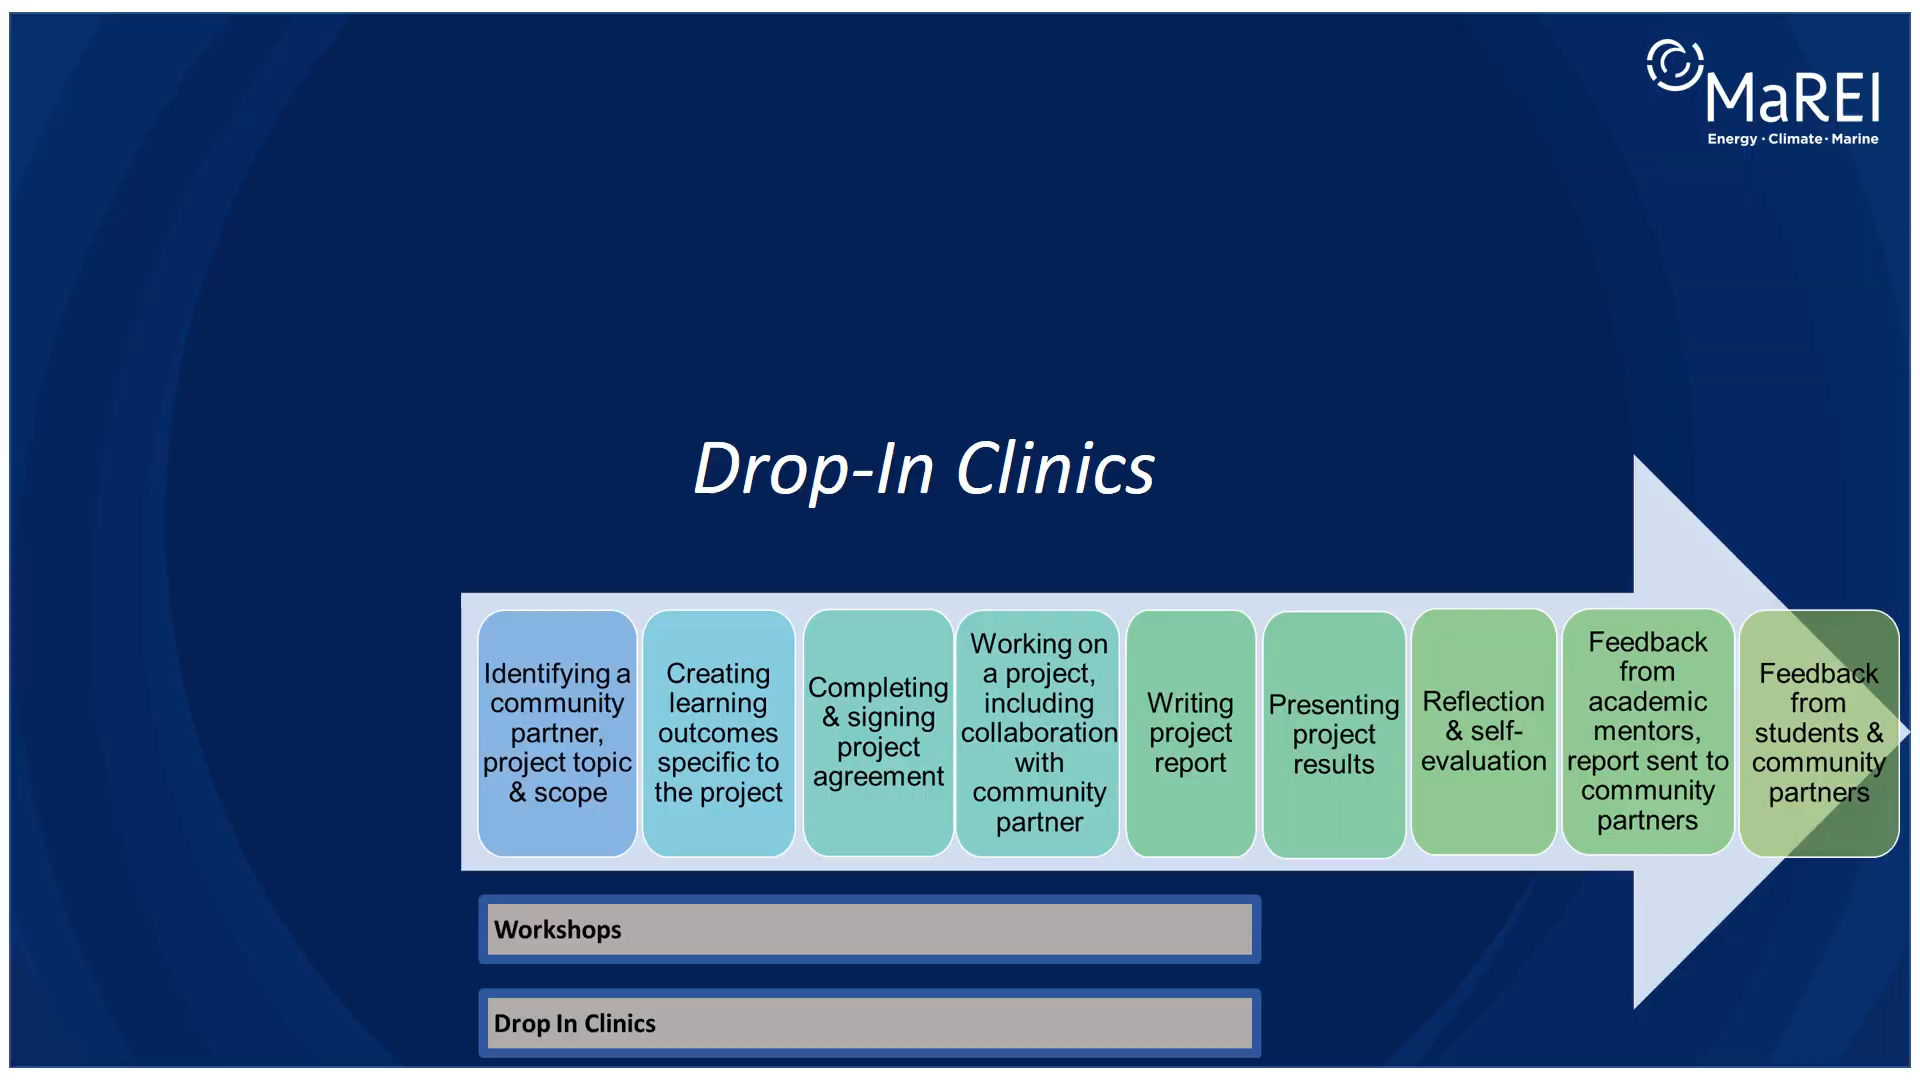 MaREI
Energy · Climate · Marine
Drop-In Clinics
Identifying a
community
partner,
project topic
& scope
Creating
learning
outcomes
specific to
the project
Completing
& signing
project
agreement
Working on
a project,
including
collaboration
with
community
partner
Writing
project
report
Presenting
project
results
Reflection
& self-
evaluation
Feedback
from
academic
mentors,
report sent to
community
partners
Feedback
from
students &
community
partners
Workshops
Drop In Clinics